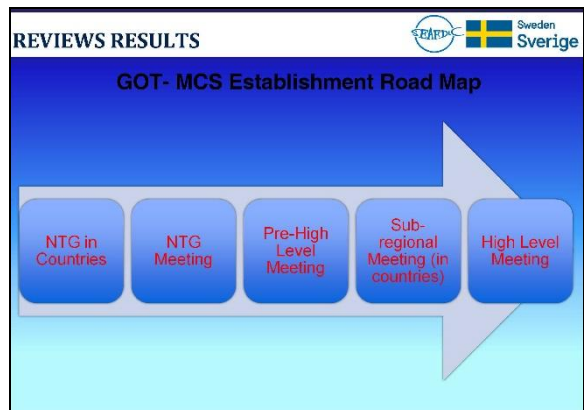 REVIEWS RESULTS
SEAFDEC
Sweden
Sverige
GOT- MCS Establishment Road Map
NTG in
Countries
NTG
Meeting
Pre-High
Level
Meeting
Sub-
regional
Meeting (in
countries)
High Level
Meeting